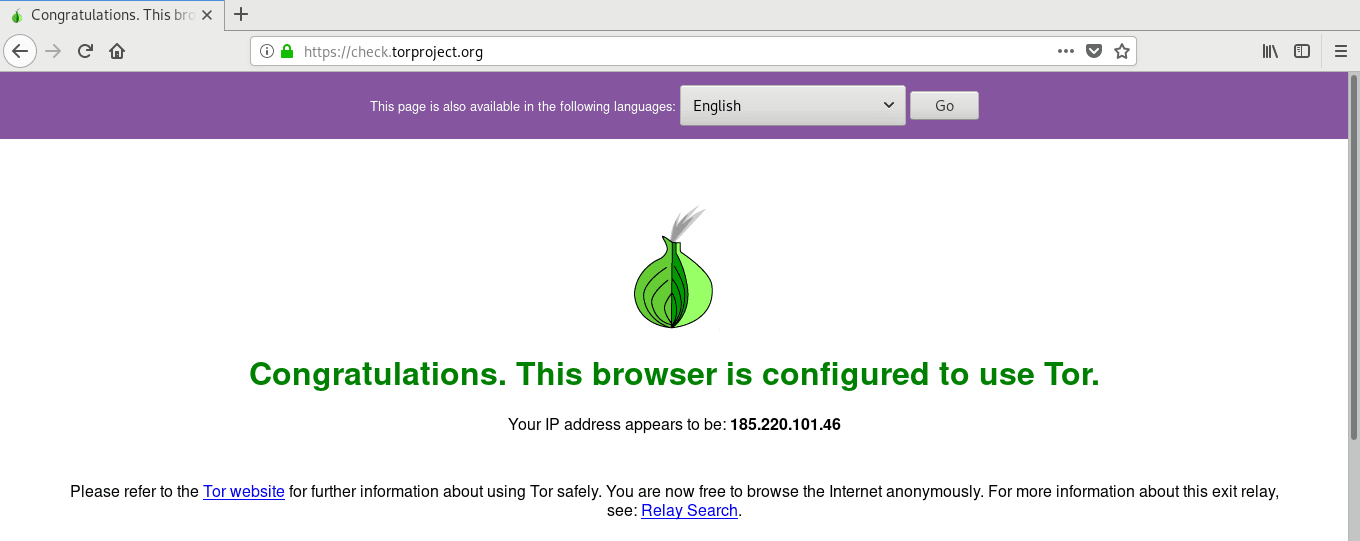 Congratulations. This bro
https://check.torproject.org
This page is also available in the following languages: English Go
Congratulations. This browser is configured to use Tor.
Your IP address appears to be: 185.220.101.46
Please refer to the Tor website for further information about using Tor safely. You are now free to browse the Internet anonymously. For more information about this exit relay,
see: Relay Search.